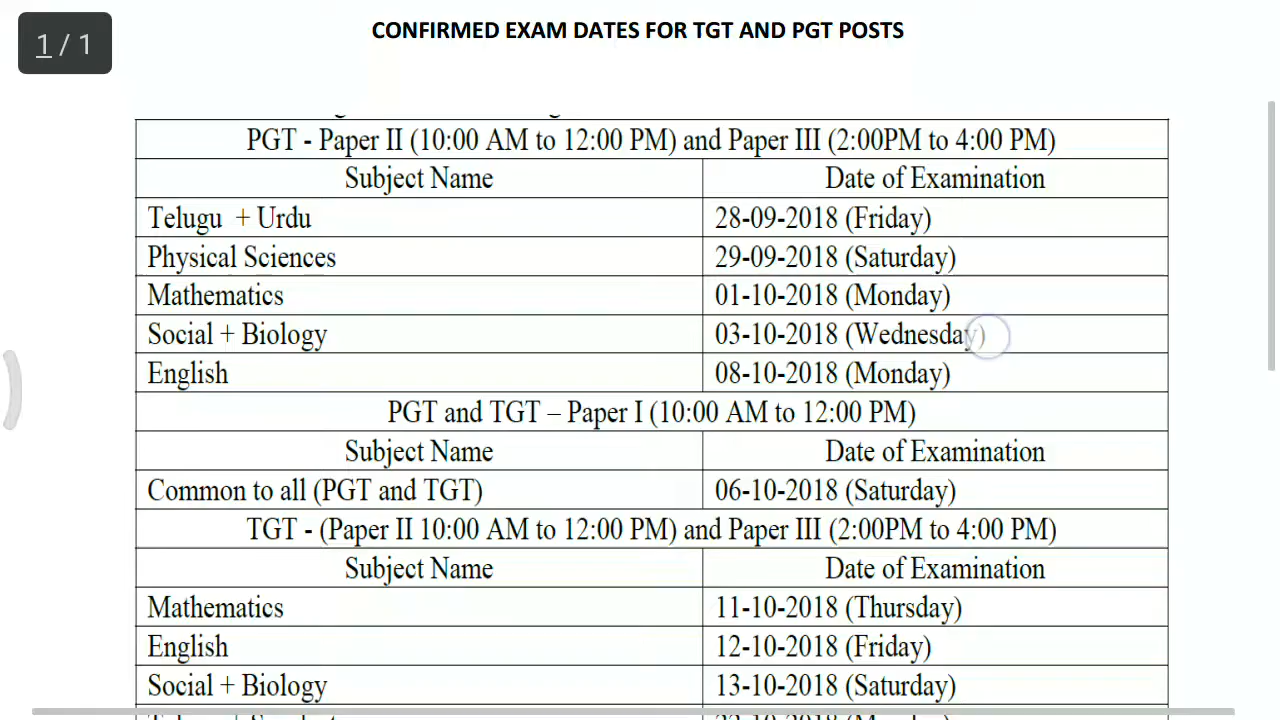 1 / 1
CONFIRMED EXAM DATES FOR TGT AND PGT POSTS
PGT - Paper II (10:00 AM to 12:00 PM) and Paper III (2:00PM to 4:00 PM)
Subject Name Date of Examination
Telugu + Urdu 28-09-2018 (Friday)
Physical Sciences 29-09-2018 (Saturday)
Mathematics 01-10-2018 (Monday)
Social + Biology 03-10-2018 (Wednesday)
English 08-10-2018 (Monday)
PGT and TGT – Paper I (10:00 AM to 12:00 PM)
Subject Name Date of Examination
Common to all (PGT and TGT) 06-10-2018 (Saturday)
TGT - (Paper II 10:00 AM to 12:00 PM) and Paper III (2:00PM to 4:00 PM)
Subject Name Date of Examination
Mathematics 11-10-2018 (Thursday)
English 12-10-2018 (Friday)
Social + Biology 13-10-2018 (Saturday)